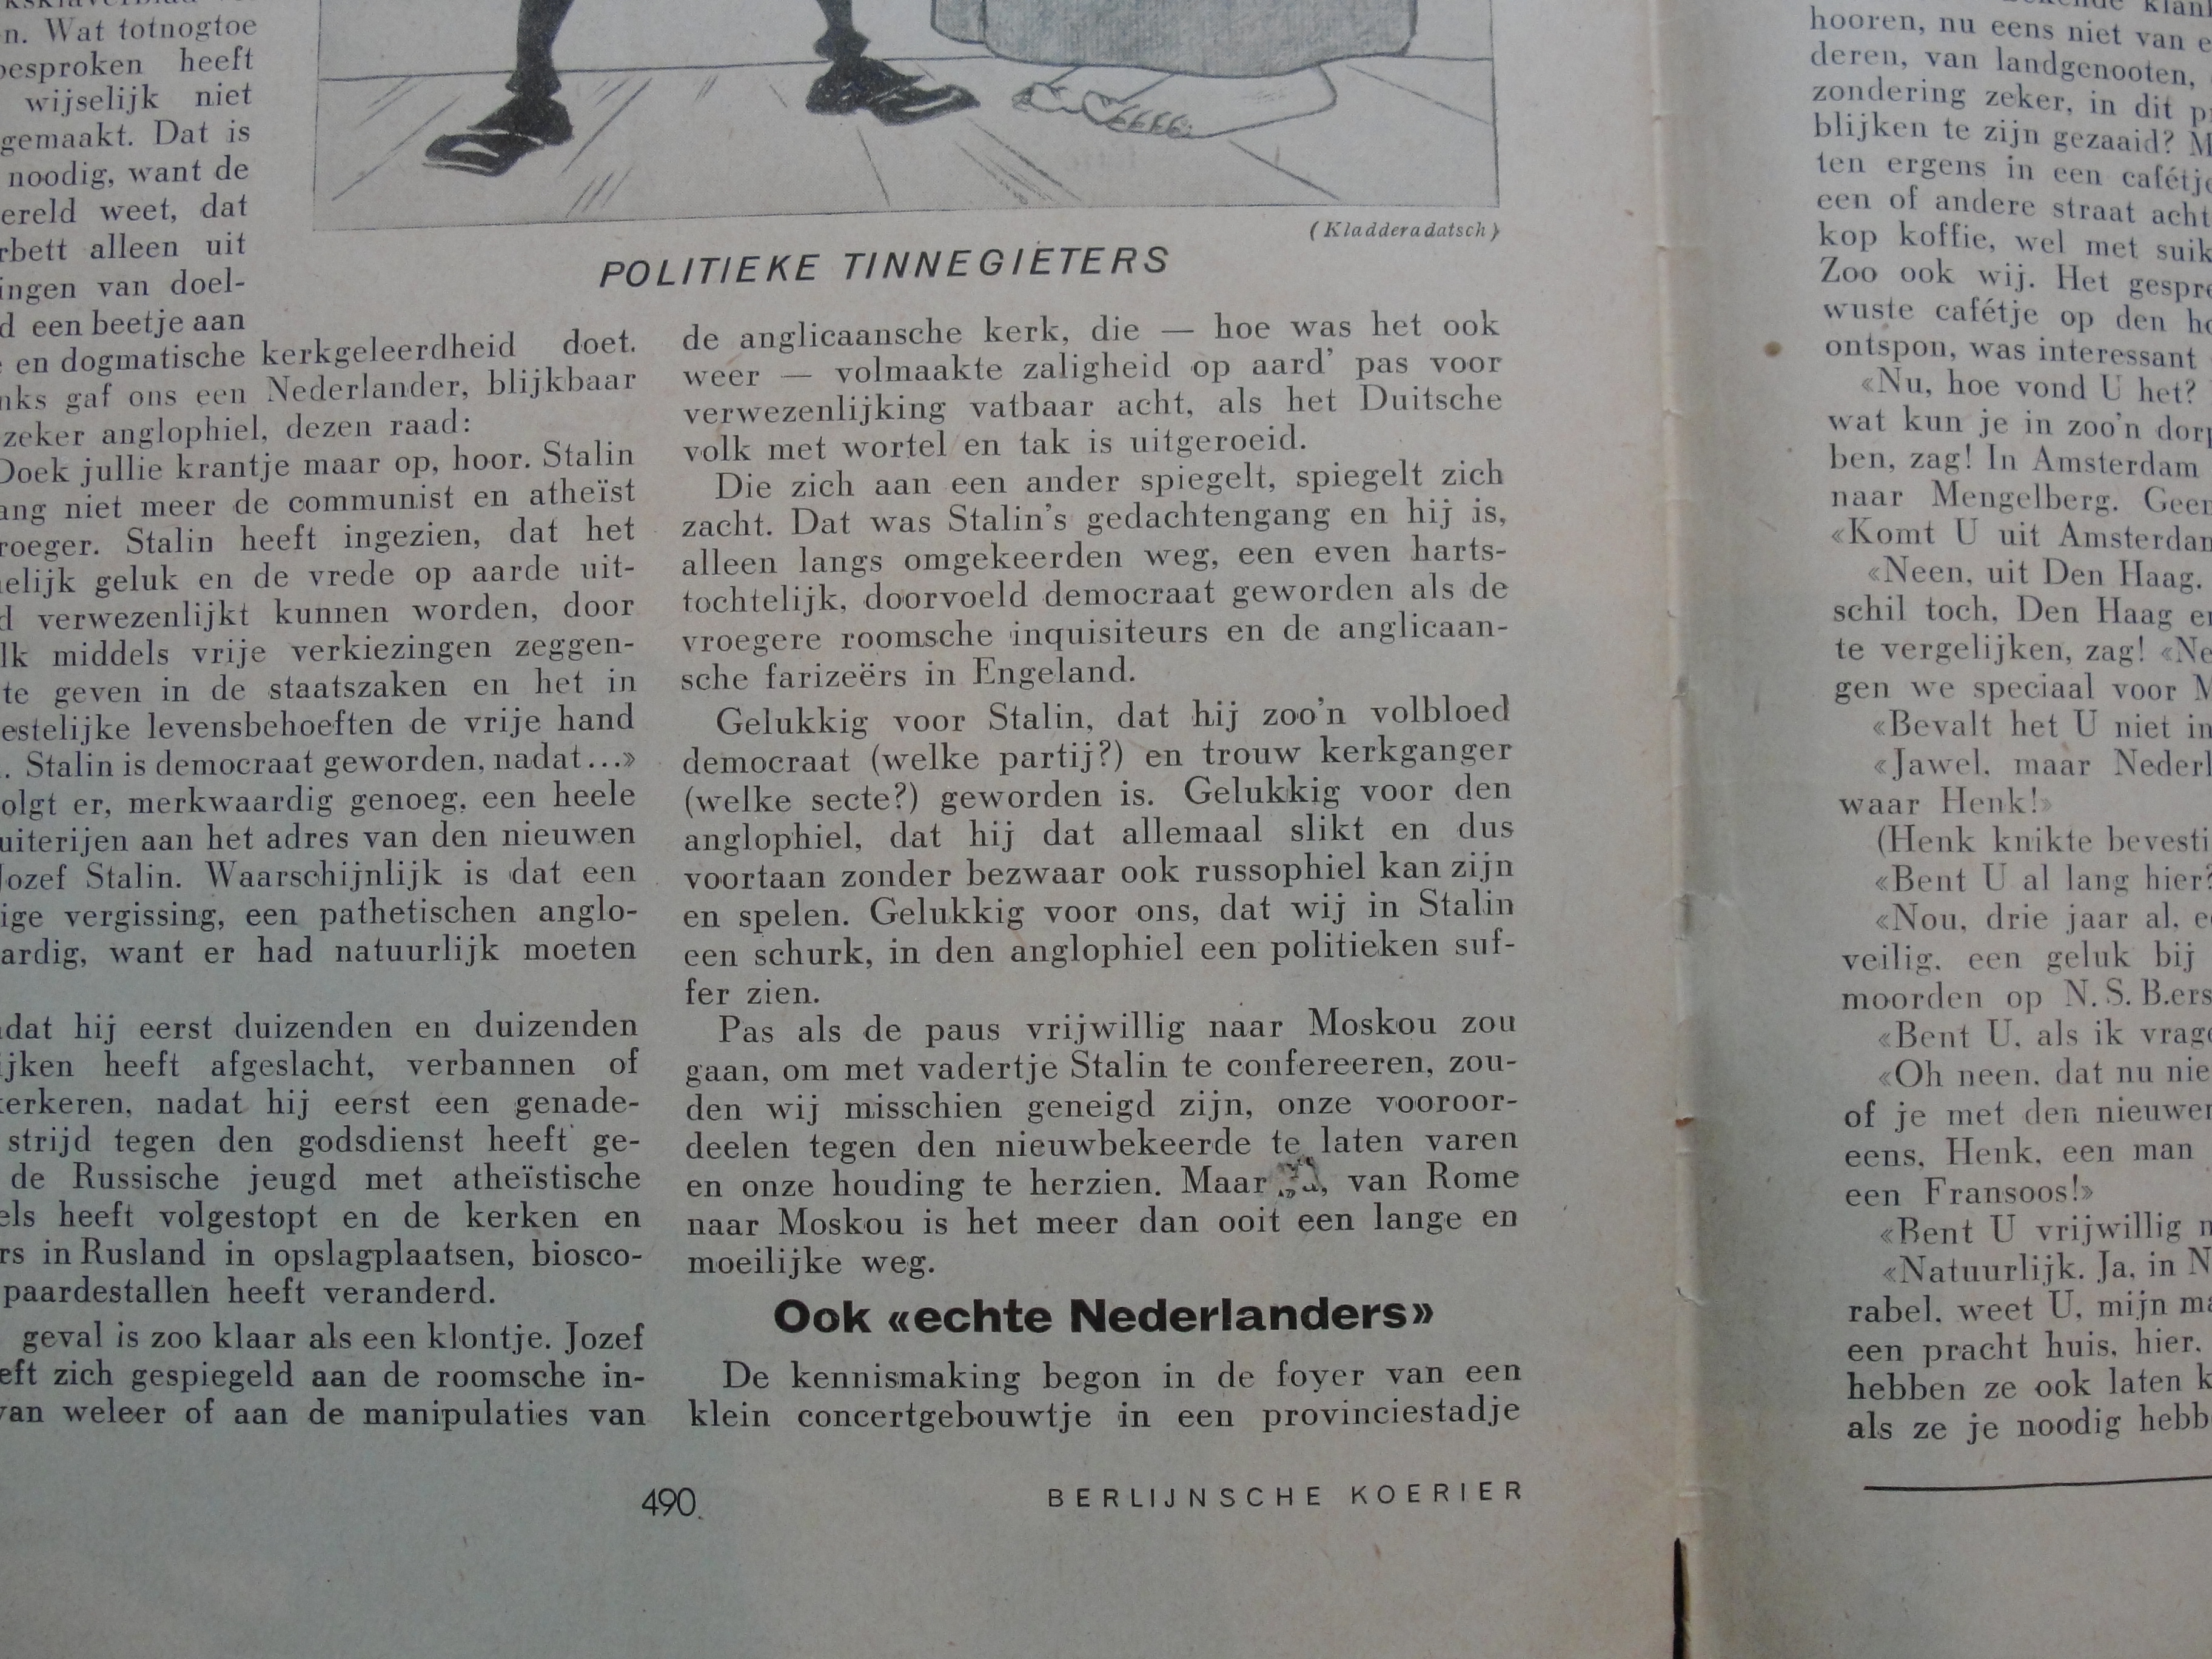 n. Wat totnogtoe
besproken heeft
wijselijk niet
gemaakt. Dat is
noodig, want de
ereld weet, dat
rbett alleen uit
ingen van doel-
d een beetje aan
en dogmatische kerkgeleerdheid doet.
nks gaf ons een Nederlander, blijkbaar
zeker anglophiel, dezen raad:
Doek jullie krantje maar op, hoor. Stalin
ang niet meer de communist en atheïst
roeger. Stalin heeft ingezien, dat het
elijk geluk en de vrede op aarde uit-
d verwezenlijkt kunnen worden, door
lk middels vrije verkiezingen zeggen-
te geven in de staatszaken en het in
estelijke levensbehoeften de vrije hand
. Stalin is democraat geworden, nadat...»
olgt er, merkwaardig genoeg, een heele
uiterijen aan het adres van den nieuwen
Jozef Stalin. Waarschijnlijk is dat een
ige vergissing, een pathetischen anglo-
ardig, want er had natuurlijk moeten
dat hij eerst duizenden en duizenden
ijken heeft afgeslacht, verbannen of
kerkeren, nadat hij eerst een genade-
strijd tegen den godsdienst heeft ge-
de Russische jeugd met atheïstische
els heeft volgestopt en de kerken en
rs in Rusland in opslagplaatsen, biosco-
paardestallen heeft veranderd.
geval is zoo klaar als een klontje. Jozef
eft zich gespiegeld aan de roomsche in-
van weleer of aan de manipulaties van
(Kladderadatsch)
POLITIEKE TINNEGIETERS
de anglicaansche kerk, die — hoe was het ook
weer — volmaakte zaligheid op aard' pas voor
verwezenlijking vatbaar acht, als het Duitsche
volk met wortel en tak is uitgeroeid.
Die zich aan een ander spiegelt, spiegelt zich
zacht. Dat was Stalin's gedachtengang en hij is,
alleen langs omgekeerden weg, een even harts-
tochtelijk, doorvoeld democraat geworden als de
vroegere roomsche inquisiteurs en de anglicaan-
sche farizeërs in Engeland.
Gelukkig voor Stalin, dat hij zoo'n volbloed
democraat (welke partij?) en trouw kerkganger
(welke secte?) geworden is. Gelukkig voor den
anglophiel, dat hij dat allemaal slikt en dus
voortaan zonder bezwaar ook russophiel kan zijn
en spelen. Gelukkig voor ons, dat wij in Stalin
een schurk, in den anglophiel een politieken suf-
fer zien.
Pas als de paus vrijwillig naar Moskou zou
gaan, om met vadertje Stalin te confereeren, zou-
den wij misschien geneigd zijn, onze vooroor-
deelen tegen den nieuwbekeerde te laten varen
en onze houding te herzien. Maar van Rome
naar Moskou is het meer dan ooit een lange en
moeilijke weg.
Ook «echte Nederlanders»
De kennismaking begon in de foyer van een
klein concertgebouwtje in een provinciestadje
490
BERLIJNSCHE KOERIER
hooren, nu eens niet van e
deren, van landgenooten,
zondering zeker, in dit p
blijken te zijn gezaaid? M
ten ergens in een cafétje
een of andere straat acht
kop koffie, wel met suik
Zoo ook wij. Het gespre
wuste cafétje op den ho
ontspon, was interessant
«Nu, hoe vond U het?
wat kun je in zoo'n dorp
ben, zag! In Amsterdam
naar Mengelberg. Geen
«Komt U uit Amsterdam
«Neen, uit Den Haag.
schil toch, Den Haag en
te vergelijken, zag! «Ne
gen we speciaal voor M
«Bevalt het U niet in
«Jawel, maar Nederl
waar Henk!»
(Henk knikte bevesti
«Bent U al lang hier?
«Nou, drie jaar al, e
veilig, een geluk bij
moorden op N.S.B.ers
«Bent U, als ik vrage
«Oh neen, dat nu nie
of je met den nieuwen
eens, Henk, een man
een Fransoos!»
«Bent U vrijwillig n
«Natuurlijk. Ja, in N
rabel, weet U, mijn ma
een pracht huis, hier,
hebben ze ook laten k
als ze je noodig hebb